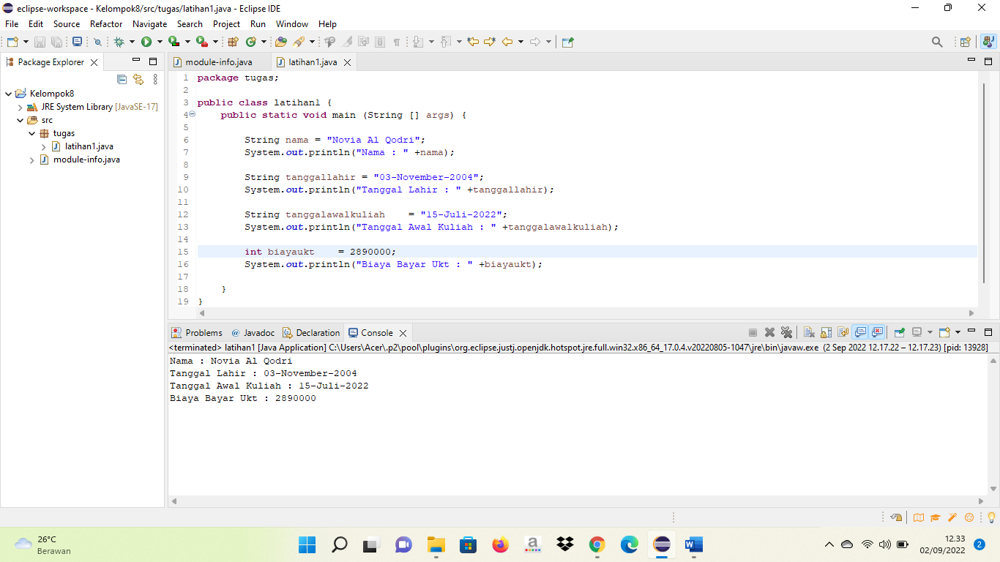 eclipse-workspace - Kelompok8/src/tugas/latihan1.java - Eclipse IDE
File Edit Source Refactor Navigate Search Project Run Window Help
Package Explorer
Kelompok8
JRE System Library [JavaSE-17]
src
tugas
latihan1.java
module-info.java
module-info.java latihan1.java
1 package tugas;
2
3 public class latihan1 {
4 public static void main (String [] args) {
5
6 String nama = "Novia Al Qodri";
7 System.out.println("Nama : " +nama);
8
9 String tanggallahir = "03-November-2004";
10 System.out.println("Tanggal Lahir : " +tanggallahir);
11
12 String tanggalawalkuliah    = "15-Juli-2022";
13 System.out.println("Tanggal Awal Kuliah : " +tanggalawalkuliah);
14
15 int biayaukt    = 2890000;
16 System.out.println("Biaya Bayar Ukt : " +biayaukt);
17
18 }
19 }
Problems @ Javadoc Declaration Console
<terminated> latihan1 [Java Application] C:\Users\Acer\.p2\pool\plugins\org.eclipse.justj.openjdk.hotspot.jre.full.win32.x86_64_17.0.4.v20220805-1047\jre\bin\javaw.exe (2 Sep 2022 12.17.22 – 12.17.23) [pid: 13928]
Nama : Novia Al Qodri
Tanggal Lahir : 03-November-2004
Tanggal Awal Kuliah : 15-Juli-2022
Biaya Bayar Ukt : 2890000
26°C
Berawan
12.33
02/09/2022
2